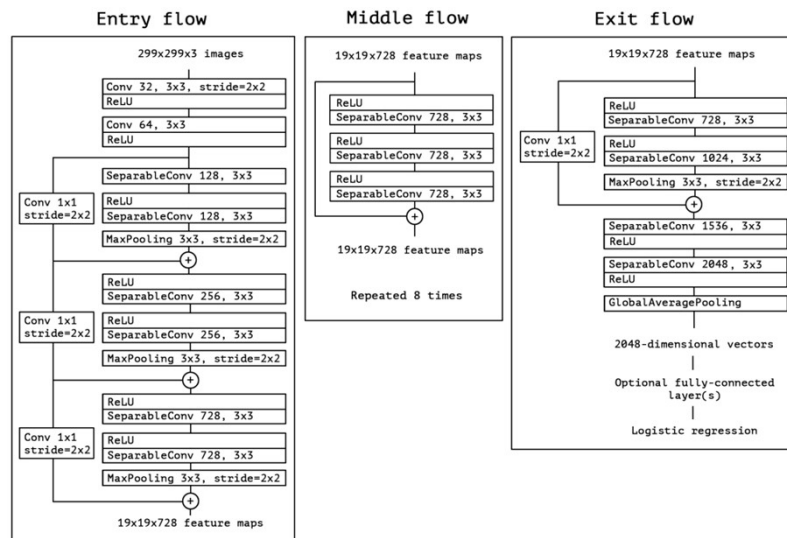 Entry flow
299x299x3 images
Conv 32, 3x3, stride=2x2
ReLU
Conv 64, 3x3
ReLU
Conv 1x1
stride=2x2
SeparableConv 128, 3x3
ReLU
SeparableConv 128, 3x3
MaxPooling 3x3, stride=2x2
+
Conv 1x1
stride=2x2
ReLU
SeparableConv 256, 3x3
ReLU
SeparableConv 256, 3x3
MaxPooling 3x3, stride=2x2
+
Conv 1x1
stride=2x2
ReLU
SeparableConv 728, 3x3
ReLU
SeparableConv 728, 3x3
MaxPooling 3x3, stride=2x2
+
19x19x728 feature maps
Middle flow
19x19x728 feature maps
ReLU
SeparableConv 728, 3x3
ReLU
SeparableConv 728, 3x3
ReLU
SeparableConv 728, 3x3
+
19x19x728 feature maps
Repeated 8 times
Exit flow
19x19x728 feature maps
Conv 1x1
stride=2x2
ReLU
SeparableConv 728, 3x3
ReLU
SeparableConv 1024, 3x3
MaxPooling 3x3, stride=2x2
+
SeparableConv 1536, 3x3
ReLU
SeparableConv 2048, 3x3
ReLU
GlobalAveragePooling
2048-dimensional vectors
Optional fully-connected
layer(s)
Logistic regression